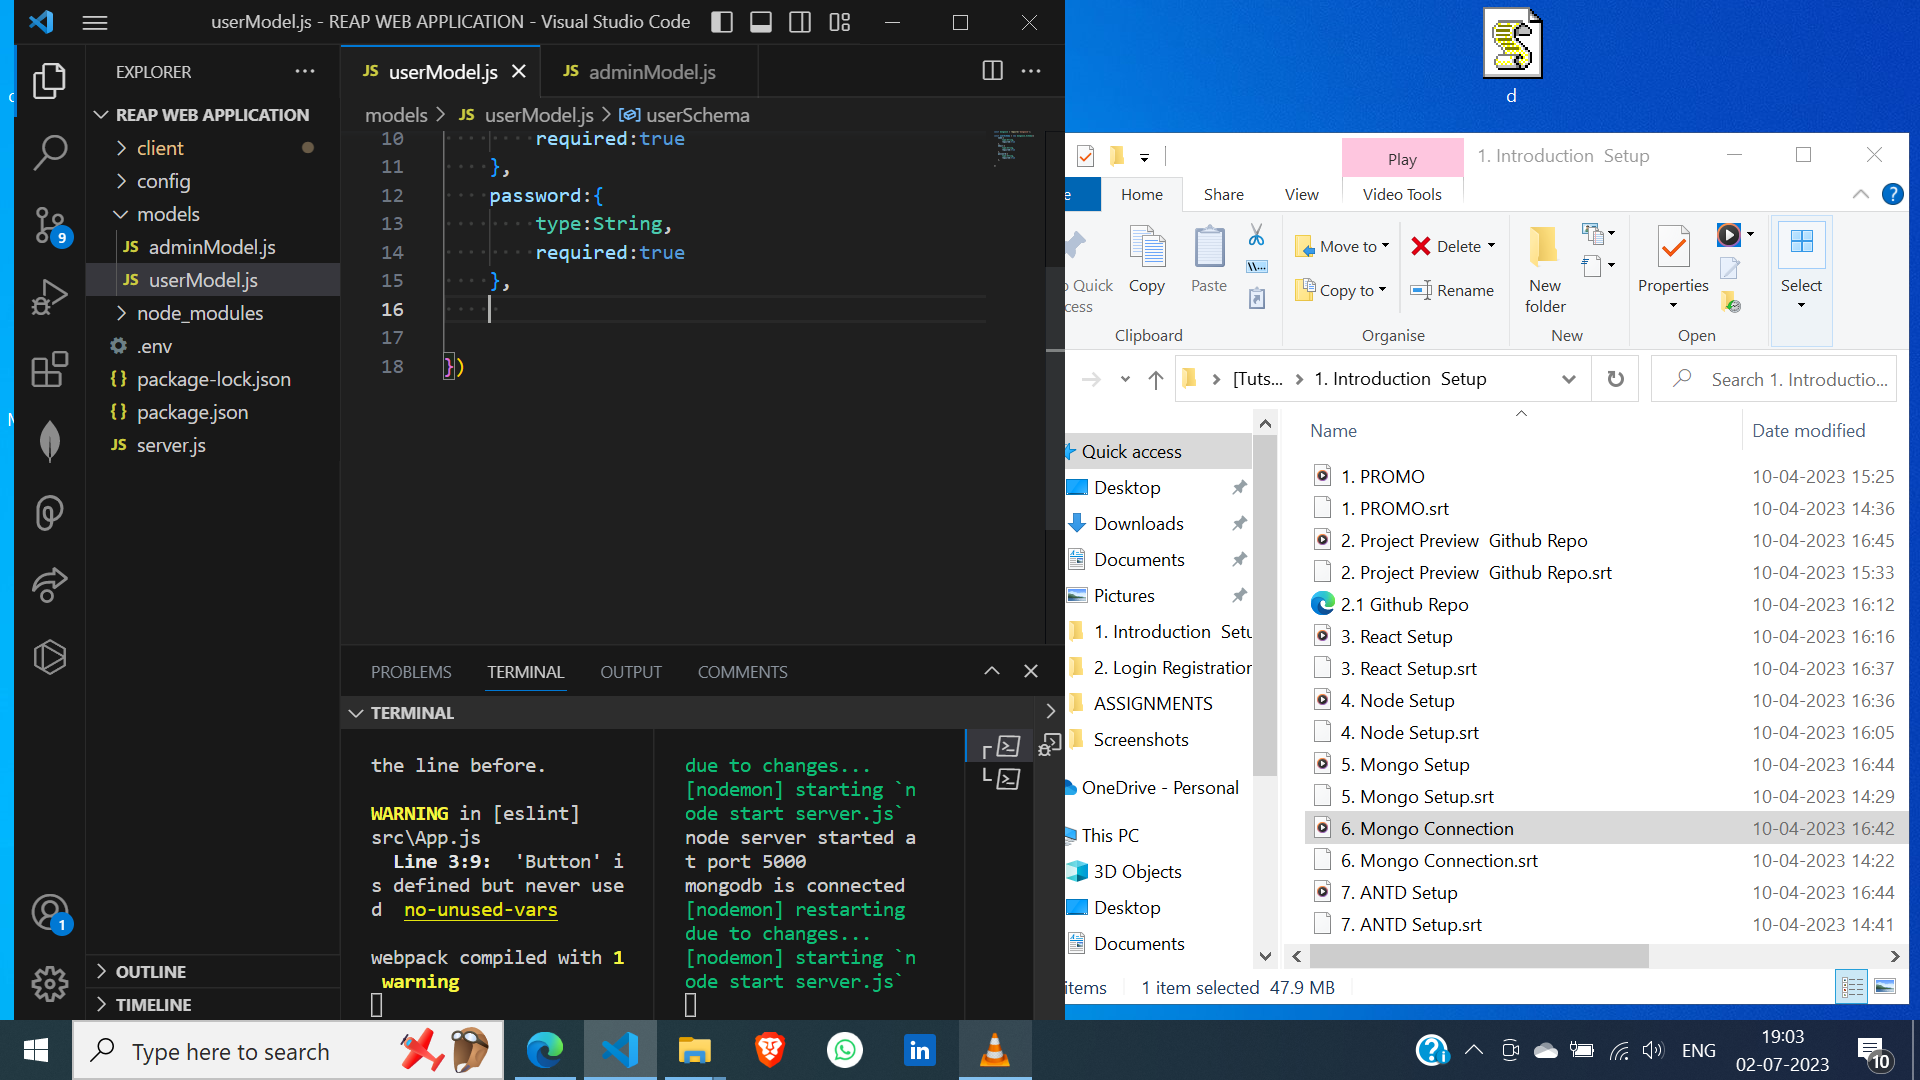 userModel.js - REAP WEB APPLICATION - Visual Studio Code
EXPLORER
REAP WEB APPLICATION
client
config
models
JS adminModel.js
JS userModel.js
node_modules
.env
{} package-lock.json
{} package.json
JS server.js
OUTLINE
TIMELINE
9
1
JS userModel.js
JS adminModel.js
models > JS userModel.js > userSchema
10 required:true
11 },
12 password:{
13 type:String,
14 required:true
15 },
16
17
18 })
PROBLEMS TERMINAL OUTPUT COMMENTS
TERMINAL
the line before.
WARNING in [eslint]
src\App.js
Line 3:9: 'Button' i
s defined but never use
d no-unused-vars
webpack compiled with 1
warning
due to changes...
[nodemon] starting `n
ode start server.js`
node server started a
t port 5000
mongodb is connected
[nodemon] restarting
due to changes...
[nodemon] starting `n
ode start server.js`
d
Play
1. Introduction Setup
e
Home
Share
View
Video Tools
o Quick
cess
Copy
Paste
Clipboard
Move to
Copy to
Delete
Rename
Organise
New
folder
New
Properties
Open
Select
[Tuts... > 1. Introduction Setup
Search 1. Introductio...
Quick access
Desktop
Downloads
Documents
Pictures
1. Introduction Setu
2. Login Registration
ASSIGNMENTS
Screenshots
OneDrive - Personal
This PC
3D Objects
Desktop
Documents
Name Date modified
1. PROMO 10-04-2023 15:25
1. PROMO.srt 10-04-2023 14:36
2. Project Preview Github Repo 10-04-2023 16:45
2. Project Preview Github Repo.srt 10-04-2023 15:33
2.1 Github Repo 10-04-2023 16:12
3. React Setup 10-04-2023 16:16
3. React Setup.srt 10-04-2023 16:37
4. Node Setup 10-04-2023 16:36
4. Node Setup.srt 10-04-2023 16:05
5. Mongo Setup 10-04-2023 16:44
5. Mongo Setup.srt 10-04-2023 14:29
6. Mongo Connection 10-04-2023 16:42
6. Mongo Connection.srt 10-04-2023 14:22
7. ANTD Setup 10-04-2023 16:44
7. ANTD Setup.srt 10-04-2023 14:41
items 1 item selected 47.9 MB
Type here to search
in
ENG
19:03
02-07-2023
10